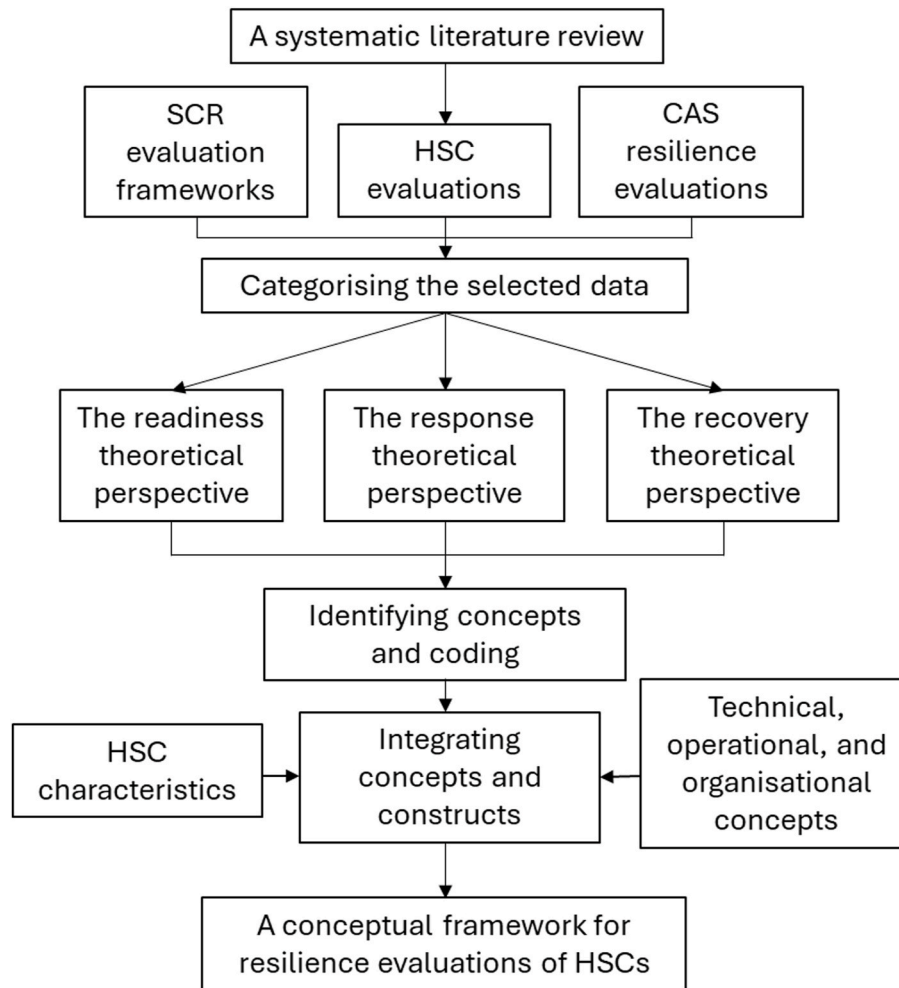 A systematic literature review
SCR
evaluation
frameworks
HSC
evaluations
CAS
resilience
evaluations
Categorising the selected data
The readiness
theoretical
perspective
The response
theoretical
perspective
The recovery
theoretical
perspective
Identifying concepts
and coding
HSC
characteristics
Integrating
concepts and
constructs
Technical,
operational, and
organisational
concepts
A conceptual framework for
resilience evaluations of HSCs